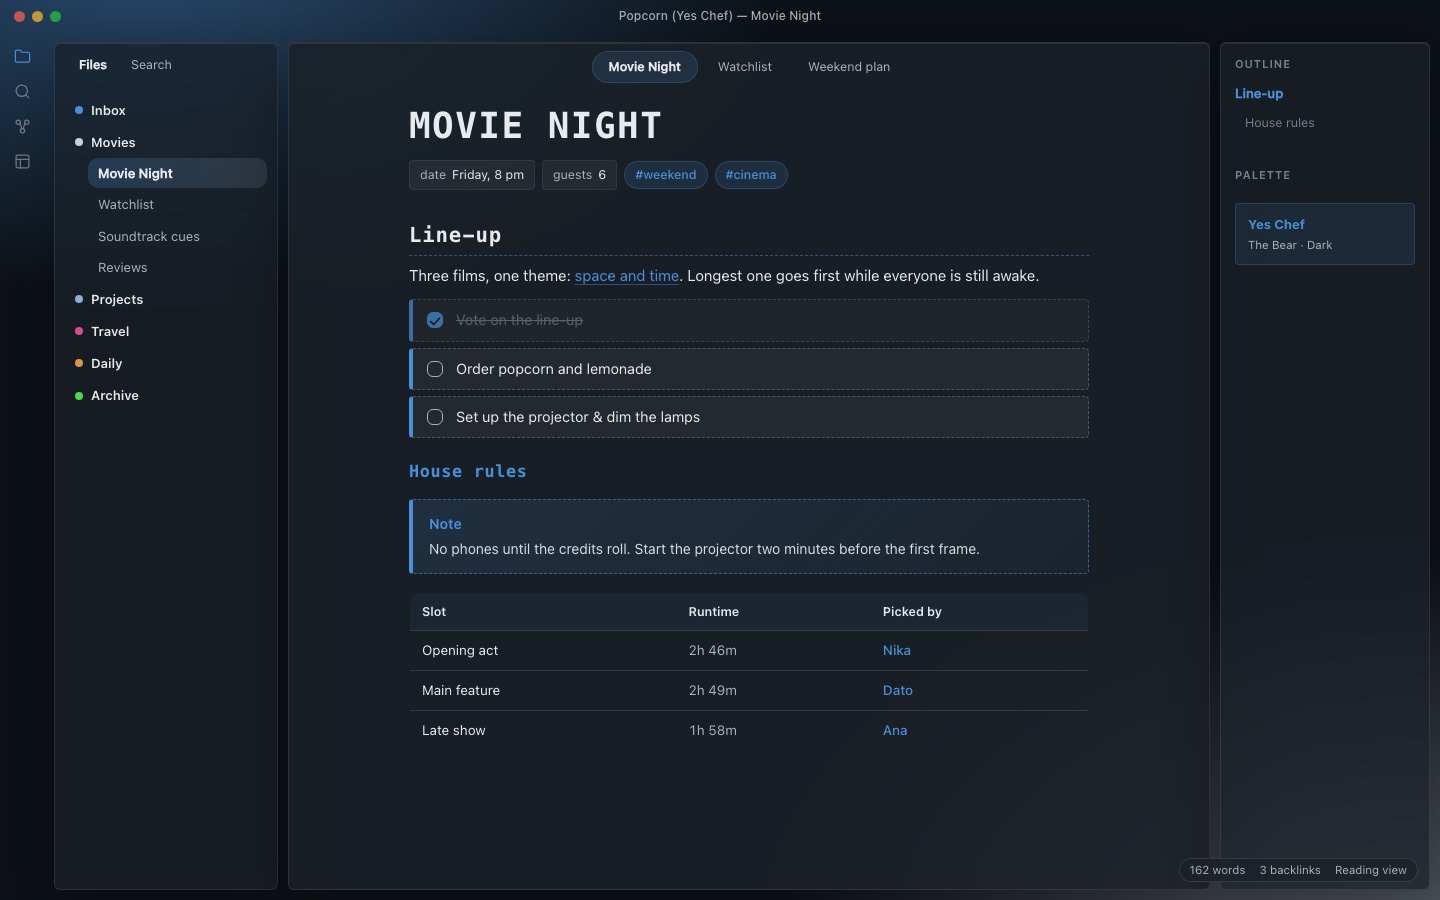 Popcorn (Yes Chef) — Movie Night
Files Search
Inbox
Movies
Movie Night
Watchlist
Soundtrack cues
Reviews
Projects
Travel
Daily
Archive
Movie Night Watchlist Weekend plan
MOVIE NIGHT
date Friday, 8 pm guests 6 #weekend #cinema
Line-up
Three films, one theme: space and time. Longest one goes first while everyone is still awake.
Vote on the line-up
Order popcorn and lemonade
Set up the projector & dim the lamps
House rules
Note
No phones until the credits roll. Start the projector two minutes before the first frame.
Slot Runtime Picked by
Opening act 2h 46m Nika
Main feature 2h 49m Dato
Late show 1h 58m Ana
OUTLINE
Line-up
House rules
PALETTE
Yes Chef
The Bear · Dark
162 words 3 backlinks Reading view